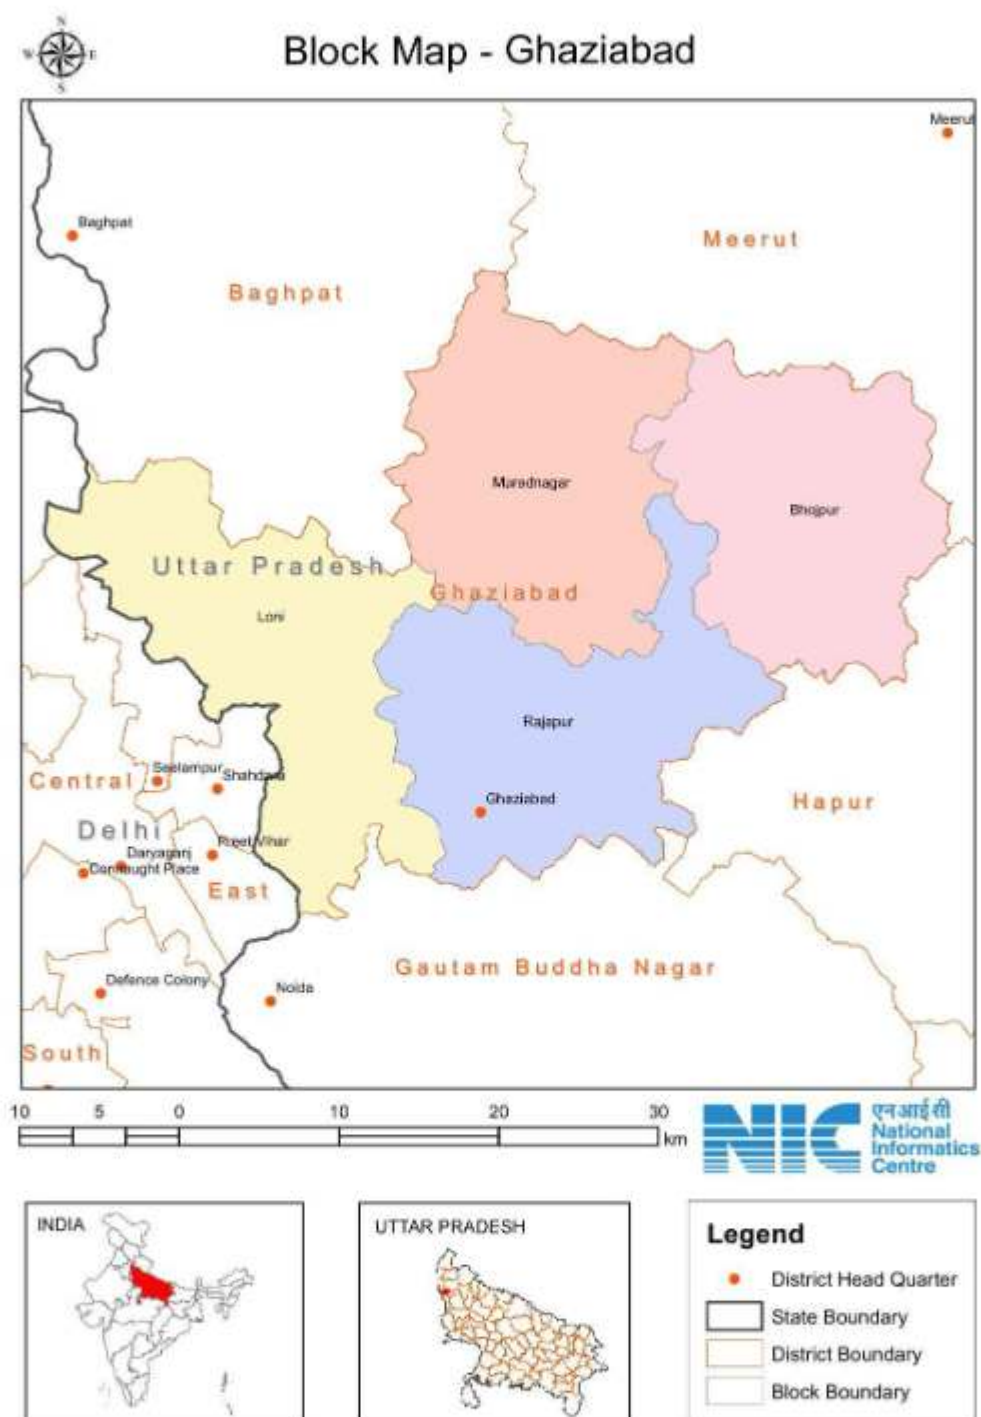 N
W
E
S
Block Map - Ghaziabad
Meerut
Baghpat
Meerut
Baghpat
Muradnagar
Bhojpur
Uttar Pradesh
Ghaziabad
Loni
Rajapur
Seelampur
Central
Shahdara
Ghaziabad
Hapur
Delhi
Preet Vihar
Daryaganj
Connaught Place
East
Gautam Buddha Nagar
Defence Colony
Noida
South
10 5 0 10 20 30
km
NIC
एनआईसी
National
Informatics
Centre
INDIA
UTTAR PRADESH
Legend
District Head Quarter
State Boundary
District Boundary
Block Boundary